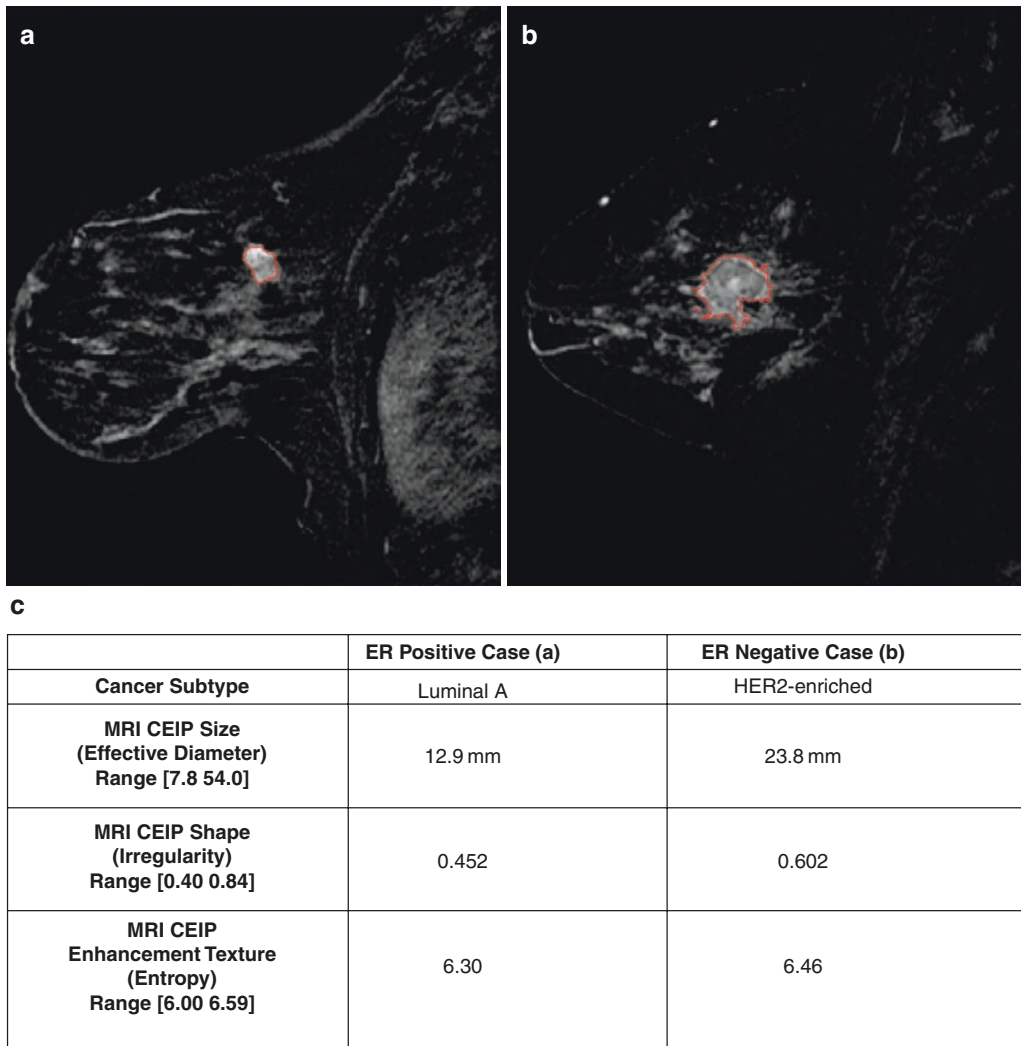 a
b
c
ER Positive Case (a)
ER Negative Case (b)
Cancer Subtype
Luminal A
HER2-enriched
MRI CEIP Size
(Effective Diameter)
Range [7.8 54.0]
12.9 mm
23.8 mm
MRI CEIP Shape
(Irregularity)
Range [0.40 0.84]
0.452
0.602
MRI CEIP
Enhancement Texture
(Entropy)
Range [6.00 6.59]
6.30
6.46